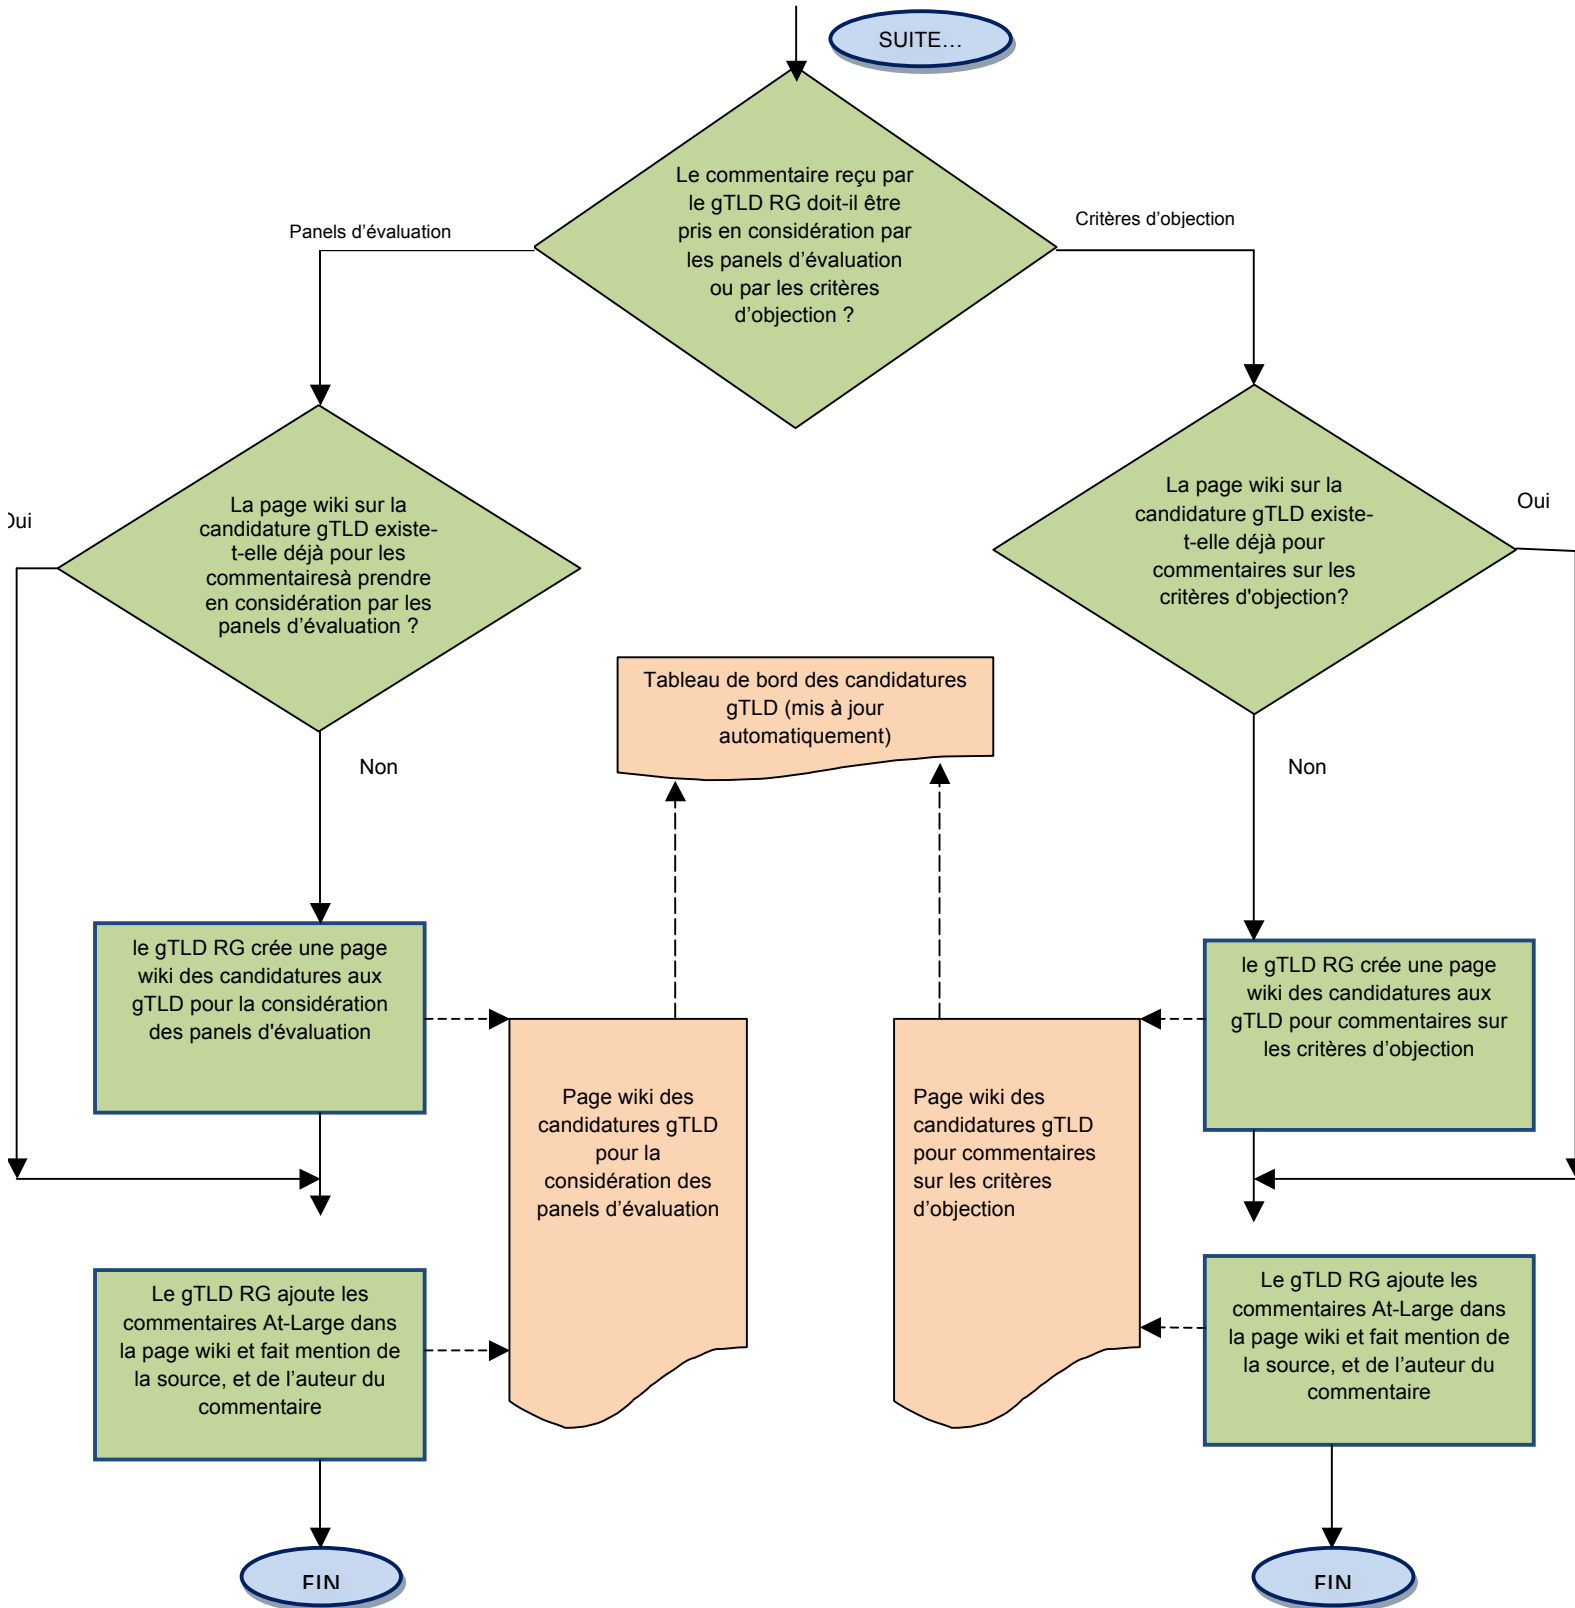 SUITE…
Le commentaire reçu par
le gTLD RG doit-il être
pris en considération par
les panels d’évaluation
ou par les critères
d’objection ?
Panels d’évaluation
Critères d’objection
La page wiki sur la
candidature gTLD existe-
t-elle déjà pour les
commentairesà prendre
en considération par les
panels d’évaluation ?
Oui
La page wiki sur la
candidature gTLD existe-
t-elle déjà pour
commentaires sur les
critères d'objection?
Oui
Tableau de bord des candidatures
gTLD (mis à jour
automatiquement)
Non
Non
le gTLD RG crée une page
wiki des candidatures aux
gTLD pour la considération
des panels d'évaluation
le gTLD RG crée une page
wiki des candidatures aux
gTLD pour commentaires sur
les critères d’objection
Page wiki des
candidatures gTLD
pour la
considération des
panels d’évaluation
Page wiki des
candidatures gTLD
pour commentaires
sur les critères
d’objection
Le gTLD RG ajoute les
commentaires At-Large dans
la page wiki et fait mention de
la source, et de l’auteur du
commentaire
Le gTLD RG ajoute les
commentaires At-Large dans
la page wiki et fait mention de
la source, et de l’auteur du
commentaire
FIN
FIN